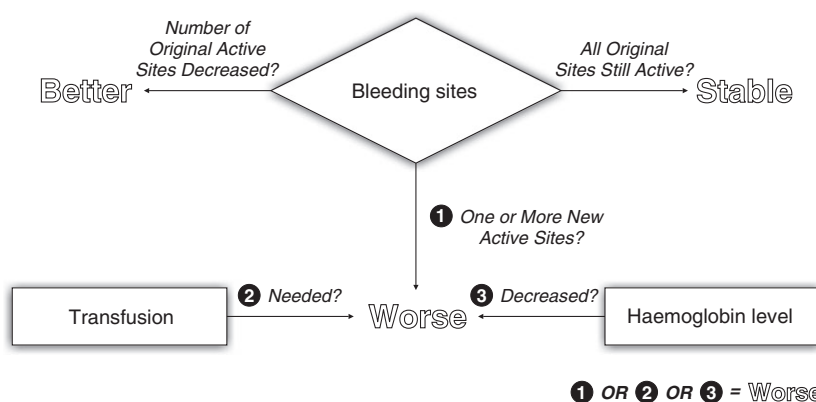 Number of
Original Active
Sites Decreased?
All Original
Sites Still Active?
Better
Bleeding sites
Stable
1 One or More New
Active Sites?
2 Needed?
3 Decreased?
Transfusion
Worse
Haemoglobin level
1 OR 2 OR 3 = Worse